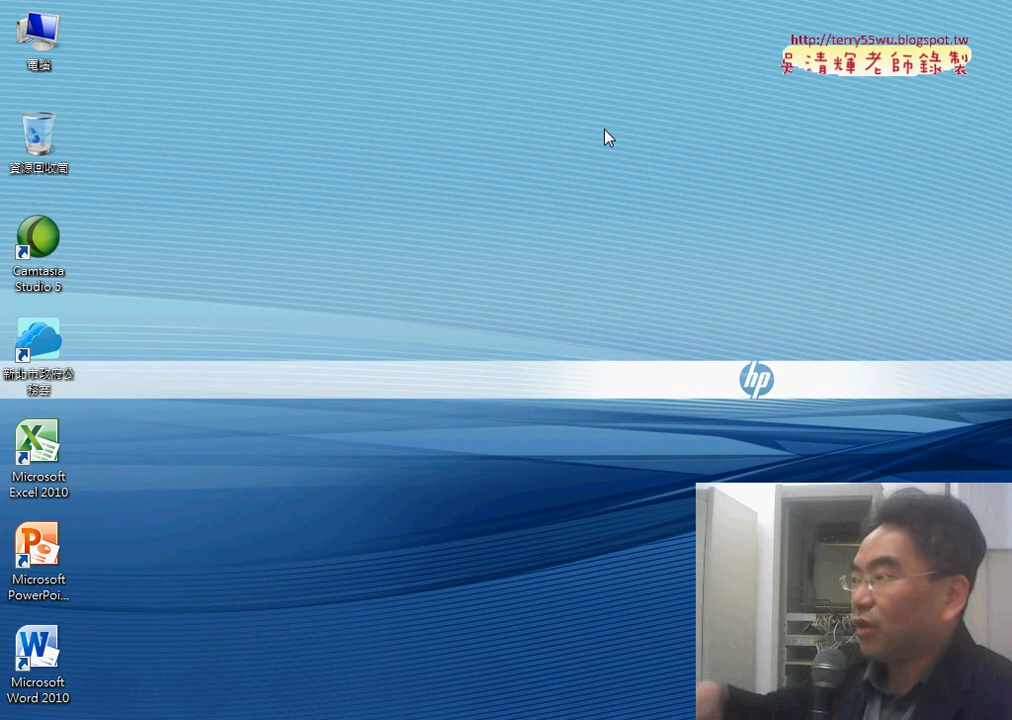 電腦
資源回收筒
Camtasia
Studio 5
新北市政府公
務雲
Microsoft
Excel 2010
Microsoft
PowerPoi...
Microsoft
Word 2010
http://terry55wu.blogspot.tw
吳清輝老師錄製
hp